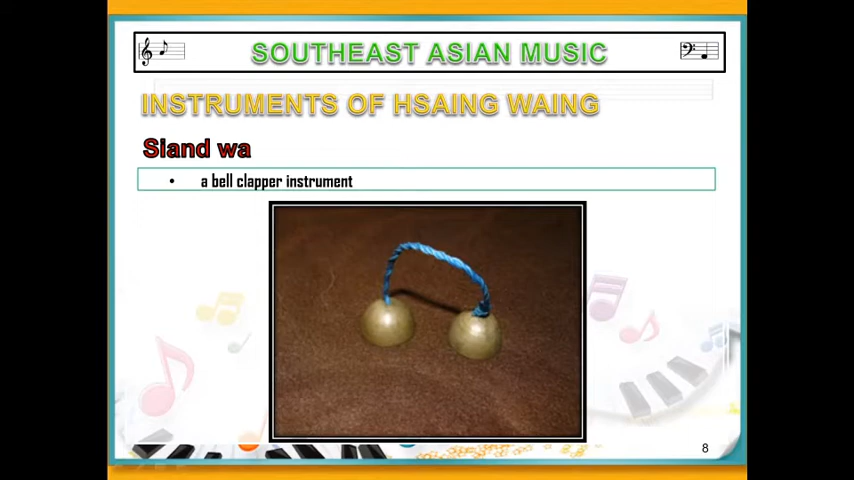 SOUTHEAST ASIAN MUSIC
INSTRUMENTS OF HSAING WAING
Siand wa
• a bell clapper instrument
8